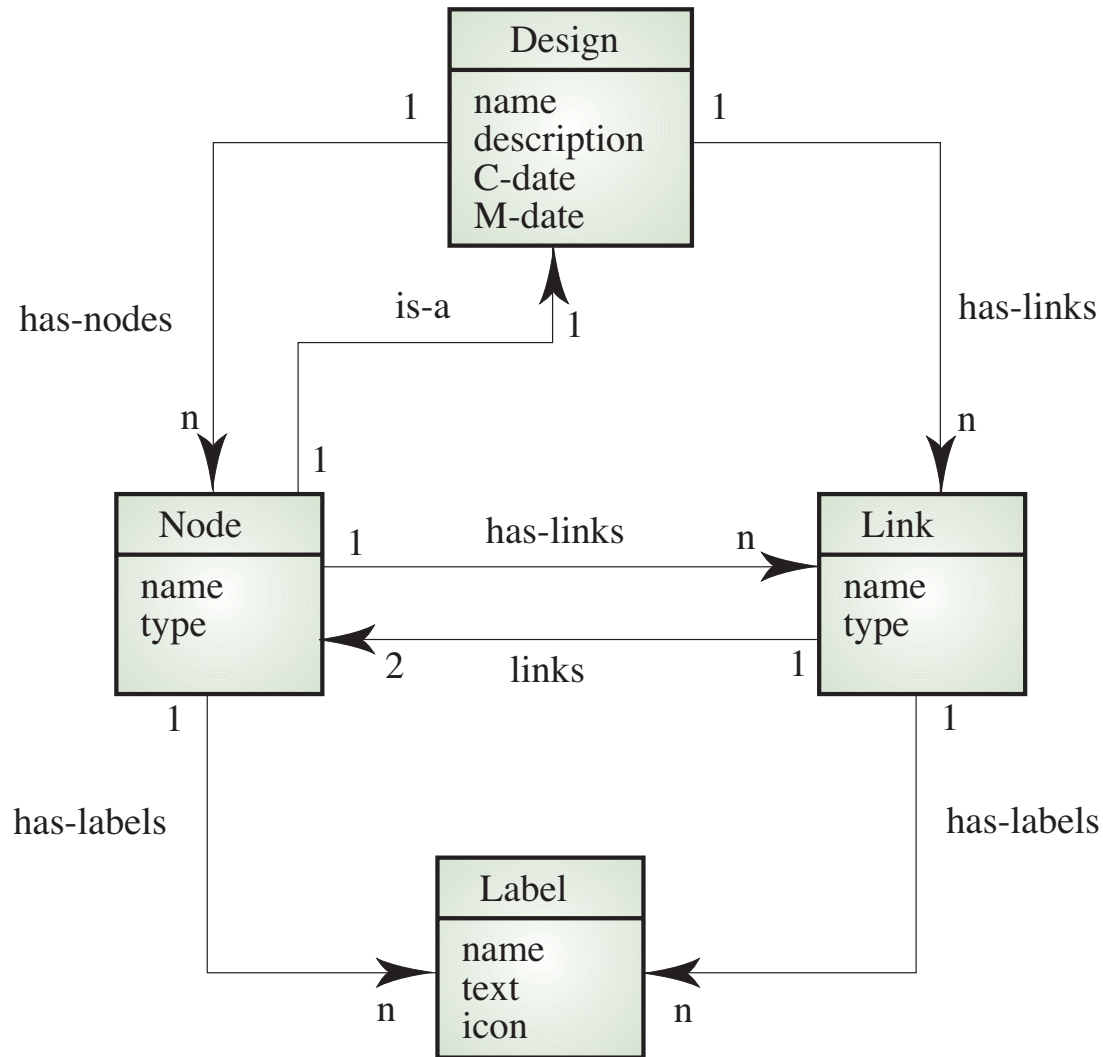 Design
name
description
C-date
M-date
1
1
has-nodes
is-a
1
has-links
n
1
n
Node
name
type
1
has-links
n
Link
name
type
2
links
1
1
1
has-labels
has-labels
Label
name
text
icon
n
n